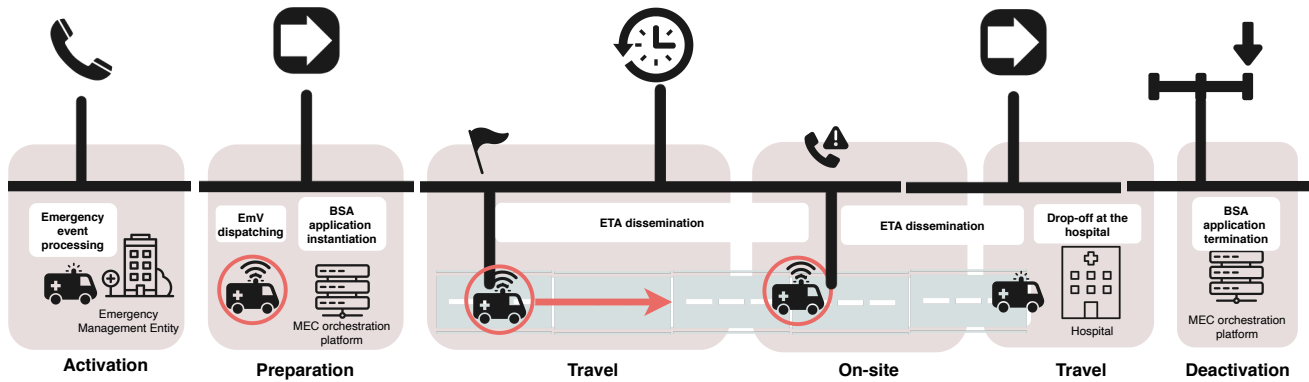 Emergency
event
processing
Emergency
Management Entity
Activation
EmV
dispatching
BSA
application
instantiation
MEC orchestration
platform
Preparation
ETA dissemination
Travel
ETA dissemination
On-site
Drop-off at the
hospital
Hospital
Travel
BSA
application
termination
MEC orchestration
platform
Deactivation